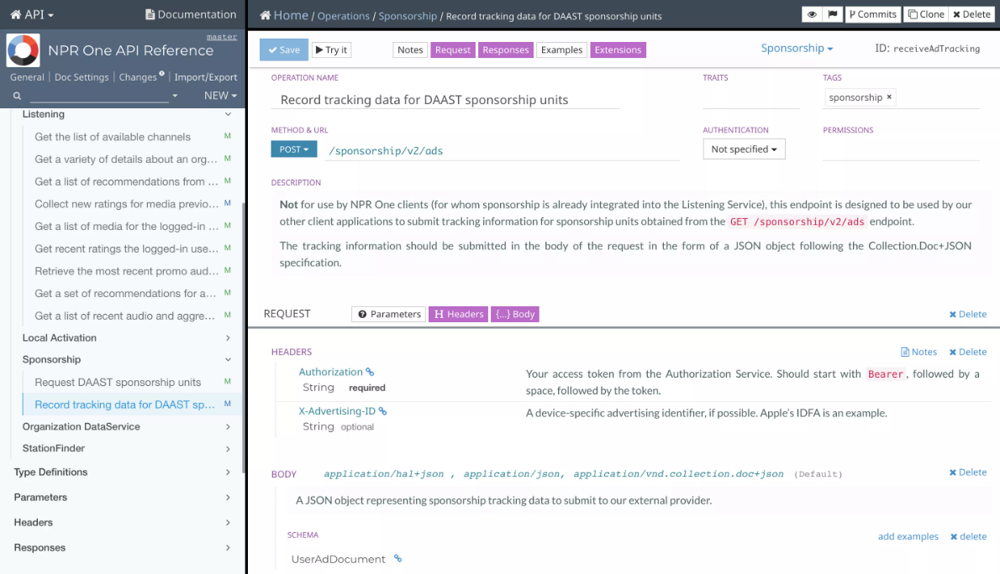 API
Documentation
master
NPR One API Reference
General | Doc Settings | Changes | Import/Export
NEW
Listening
Get the list of available channels M
Get a variety of details about an org... M
Get a list of recommendations from ... M
Collect new ratings for media previo... M
Get a list of media for the logged-in ... M
Get recent ratings the logged-in use... M
Retrieve the most recent promo aud... M
Get a set of recommendations for a... M
Get a list of recent audio and aggre... M
Local Activation
Sponsorship
Request DAAST sponsorship units M
Record tracking data for DAAST sp... M
Organization DataService
StationFinder
Type Definitions
Parameters
Headers
Responses
Home / Operations / Sponsorship / Record tracking data for DAAST sponsorship units
Commits Clone Delete
Save Try it Notes Request Responses Examples Extensions Sponsorship ID: receiveAdTracking
OPERATION NAME TRAITS TAGS
Record tracking data for DAAST sponsorship units sponsorship ×
METHOD & URL AUTHENTICATION PERMISSIONS
POST /sponsorship/v2/ads Not specified
DESCRIPTION
Not for use by NPR One clients (for whom sponsorship is already integrated into the Listening Service), this endpoint is designed to be used by our
other client applications to submit tracking information for sponsorship units obtained from the GET /sponsorship/v2/ads endpoint.
The tracking information should be submitted in the body of the request in the form of a JSON object following the Collection.Doc+JSON
specification.
REQUEST Parameters H Headers {...} Body Delete
HEADERS Notes Delete
Authorization Your access token from the Authorization Service. Should start with Bearer, followed by a
String required space, followed by the token.
X-Advertising-ID A device-specific advertising identifier, if possible. Apple's IDFA is an example.
String optional
BODY application/hal+json , application/json, application/vnd.collection.doc+json (Default) Delete
A JSON object representing sponsorship tracking data to submit to our external provider.
SCHEMA add examples delete
UserAdDocument